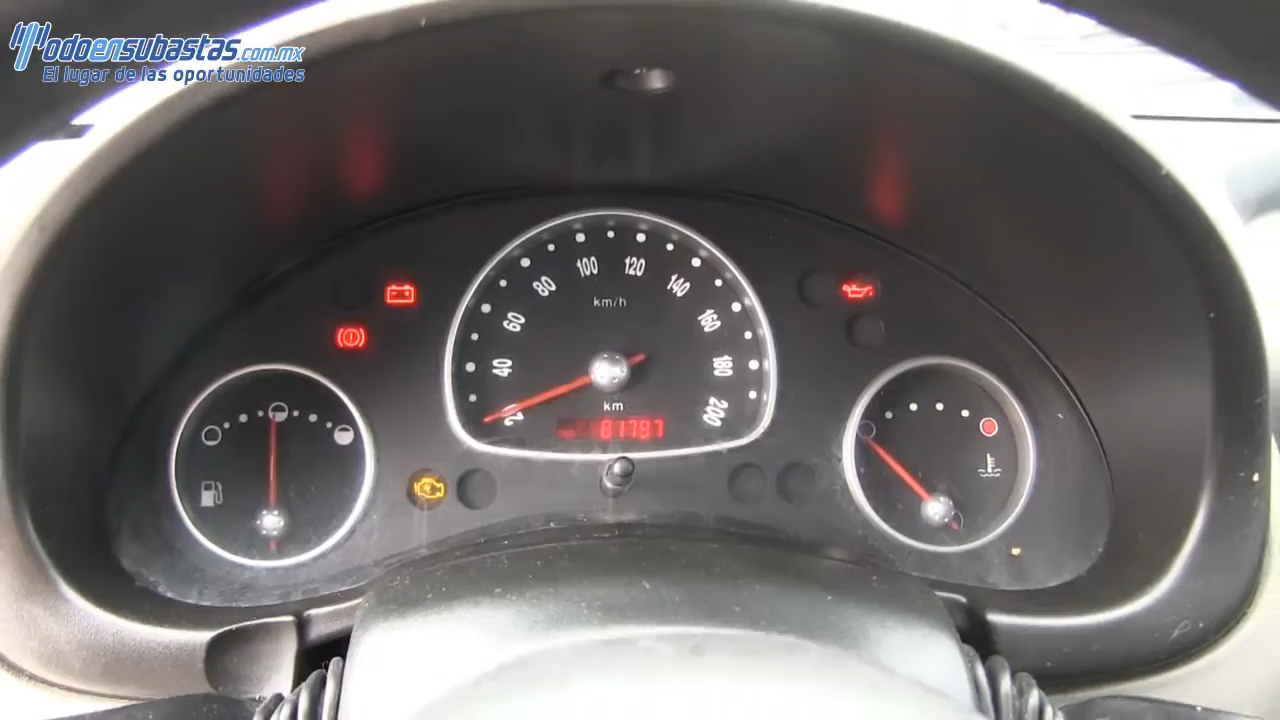 Todoensubastas.com.mx
El lugar de las oportunidades
100 120
80 140
km/h
60 160
40 180
km
2 200
81797